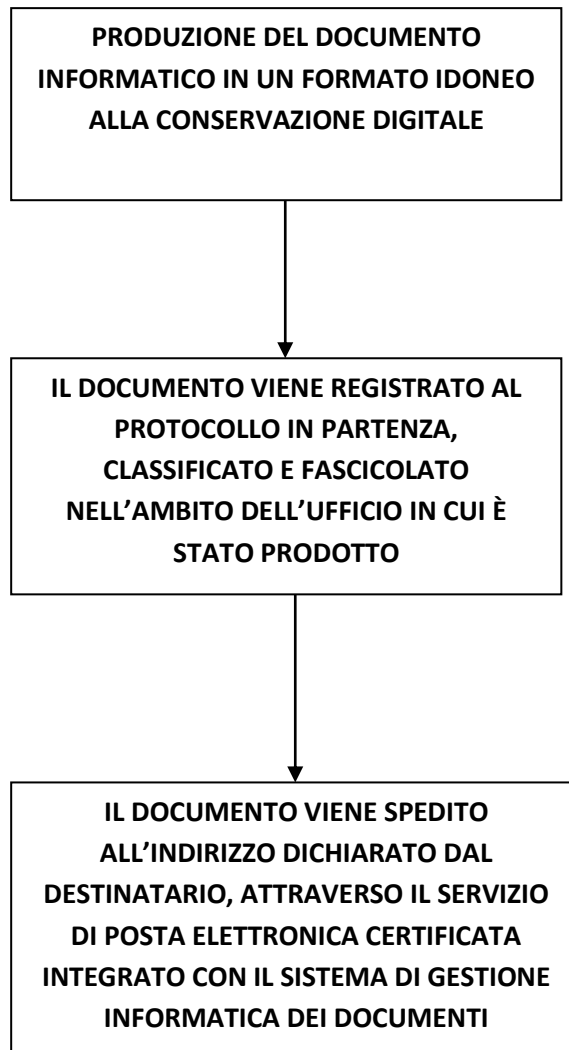 PRODUZIONE DEL DOCUMENTO
INFORMATICO IN UN FORMATO IDONEO
ALLA CONSERVAZIONE DIGITALE
IL DOCUMENTO VIENE REGISTRATO AL
PROTOCOLLO IN PARTENZA,
CLASSIFICATO E FASCICOLATO
NELL’AMBITO DELL’UFFICIO IN CUI È
STATO PRODOTTO
IL DOCUMENTO VIENE SPEDITO
ALL’INDIRIZZO DICHIARATO DAL
DESTINATARIO, ATTRAVERSO IL SERVIZIO
DI POSTA ELETTRONICA CERTIFICATA
INTEGRATO CON IL SISTEMA DI GESTIONE
INFORMATICA DEI DOCUMENTI